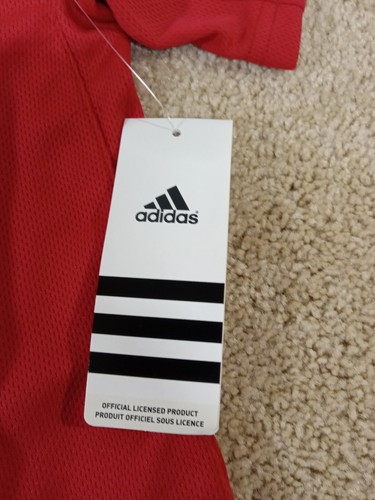 adidas
OFFICIAL LICENSED PRODUCT
PRODUIT OFFICIEL SOUS LICENCE